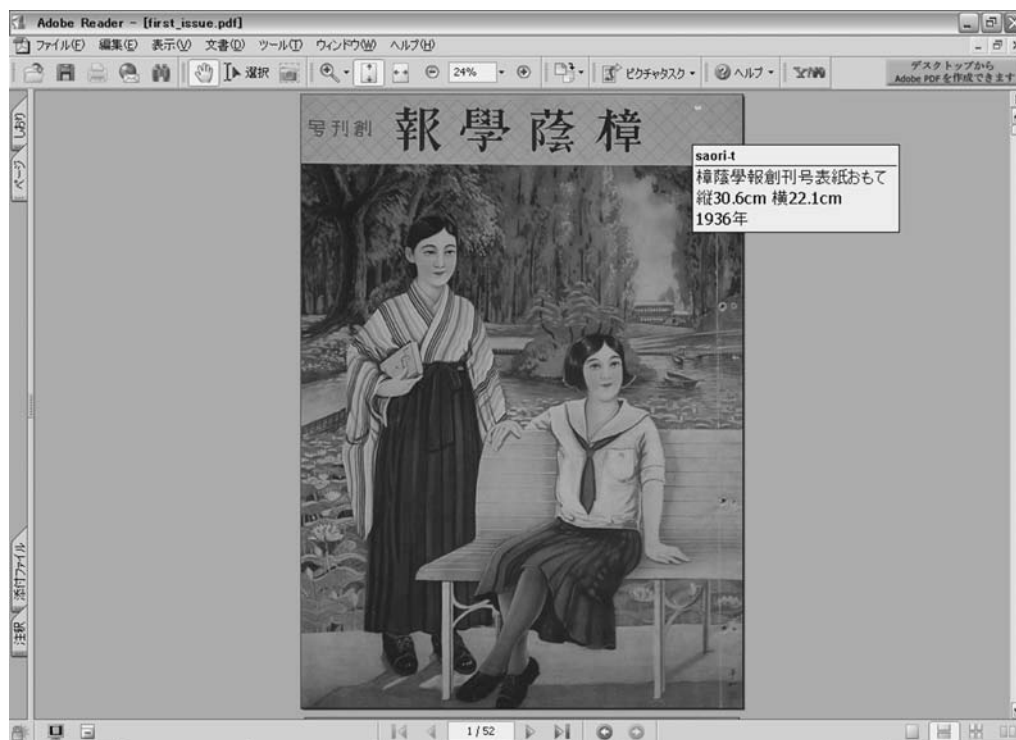 Adobe Reader - [first_issue.pdf]
ファイル(F) 編集(E) 表示(V) 文書(D) ツール(T) ウィンドウ(W) ヘルプ(H)
選択 24% ピクチャタスク ヘルプ
デスクトップから
Adobe PDF を作成できます
しおり
ページ
号刊創 報學蔭樟
saori-t
樟蔭學報創刊号表紙おもて
縦30.6cm 横22.1cm
1936年
添付ファイル
注釈
1 / 52